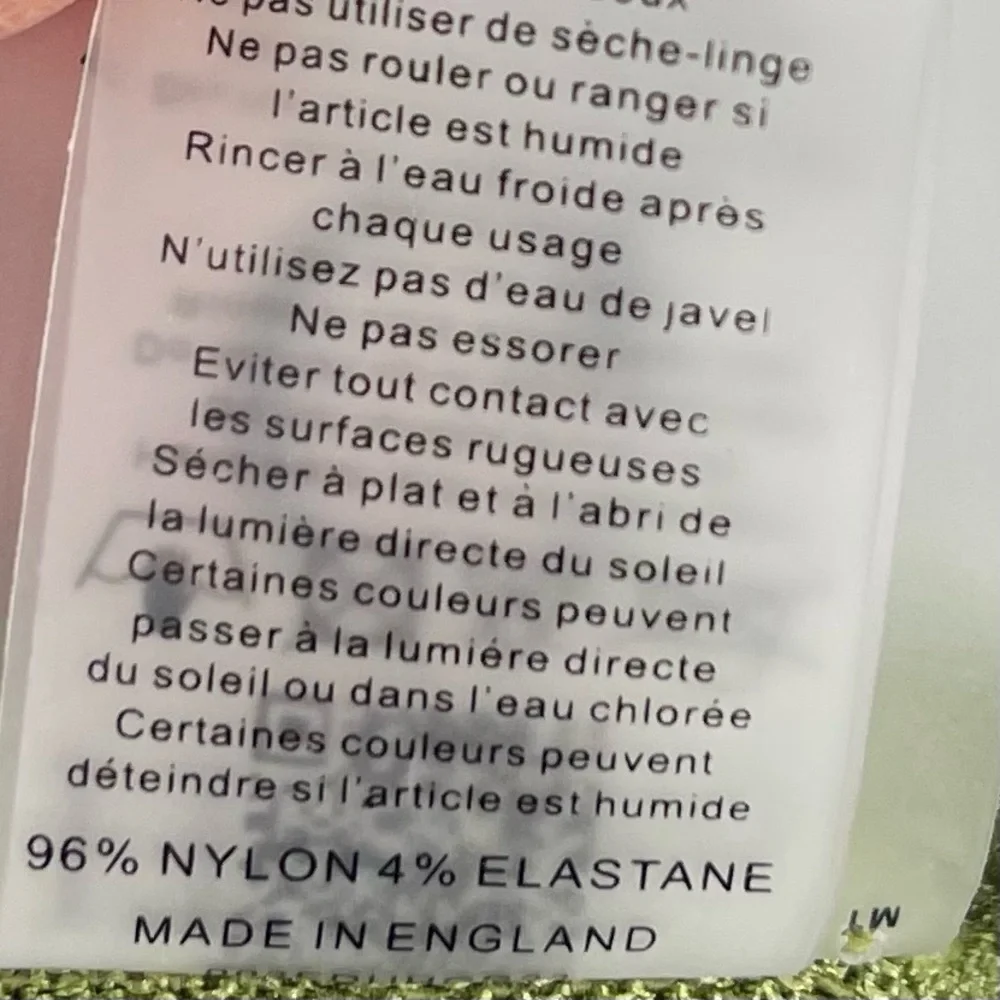 pas utiliser de sèche-linge
Ne pas rouler ou ranger si
l'article est humide
Rincer à l'eau froide après
chaque usage
N'utilisez pas d'eau de javel
Ne pas essorer
Eviter tout contact avec
les surfaces rugueuses
Sécher à plat et à l'abri de
la lumière directe du soleil
Certaines couleurs peuvent
passer à la lumiére directe
du soleil ou dans l'eau chlorée
Certaines couleurs peuvent
déteindre si l'article est humide
96% NYLON 4% ELASTANE
MADE IN ENGLAND